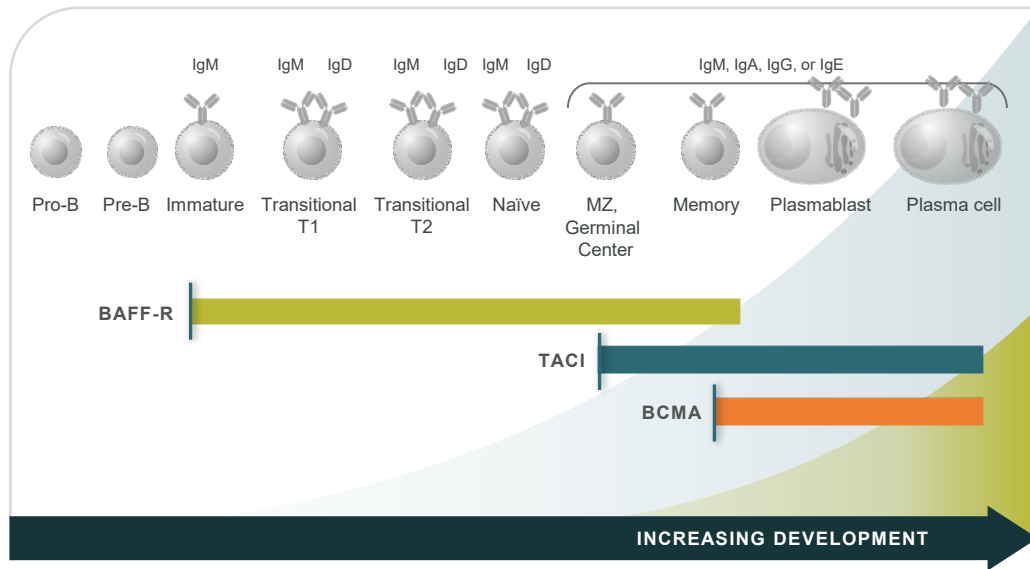 IgM IgM IgD IgM IgD IgM IgD IgM, IgA, IgG, or IgE
Pro-B Pre-B Immature Transitional Transitional Naïve MZ, Memory Plasmablast Plasma cell
T1 T2 Germinal
Center
BAFF-R
TACI
BCMA
INCREASING DEVELOPMENT